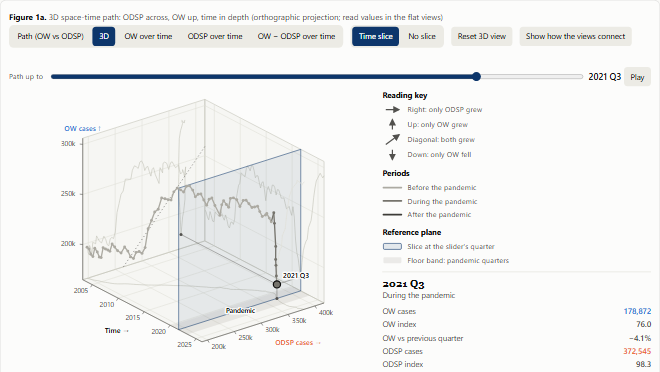 Figure 1a. 3D space-time path: ODSP across, OW up, time in depth (orthographic projection; read values in the flat views)
Path (OW vs ODSP) 3D OW over time ODSP over time OW − ODSP over time Time slice No slice Reset 3D view Show how the views connect
Path up to 2021 Q3 Play
OW cases ↑
300k
250k
200k
2005
2010
2015
2020
2025
Time →
200k
250k
300k
350k
400k
ODSP cases →
Pandemic
2021 Q3
Reading key
Right: only ODSP grew
Up: only OW grew
Diagonal: both grew
Down: only OW fell
Periods
Before the pandemic
During the pandemic
After the pandemic
Reference plane
Slice at the slider's quarter
Floor band: pandemic quarters
2021 Q3
During the pandemic
OW cases 178,872
OW index 76.0
OW vs previous quarter −4.1%
ODSP cases 372,545
ODSP index 98.3